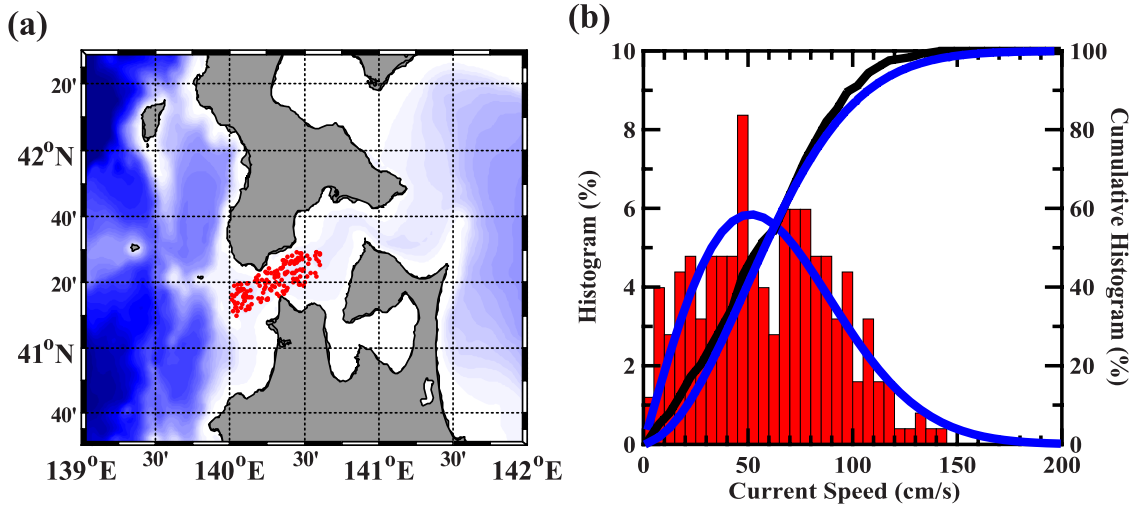 (a)
20'
42°N
40'
20'
41°N
40'
139°E
30'
140°E
30'
141°E
30'
142°E
(b)
10
8
6
4
2
0
Histogram (%)
100
80
60
40
20
0
Cumulative Histogram (%)
0
50
100
150
200
Current Speed (cm/s)